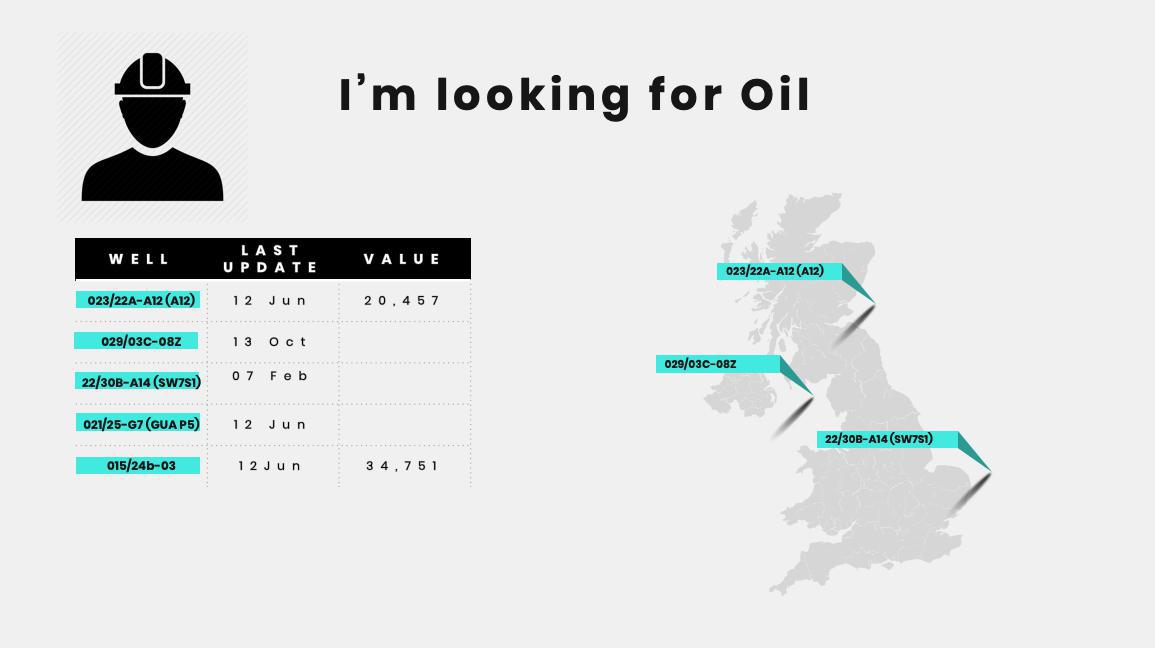 I’m looking for Oil
WELL LAST UPDATE VALUE
023/22A-A12 (A12) 12 Jun 20,457
029/03C-08Z 13 Oct
22/30B-A14 (SW7S1) 07 Feb
021/25-G7 (GUA P5) 12 Jun
015/24b-03 12Jun 34,751
023/22A-A12 (A12)
029/03C-08Z
22/30B-A14 (SW7S1)